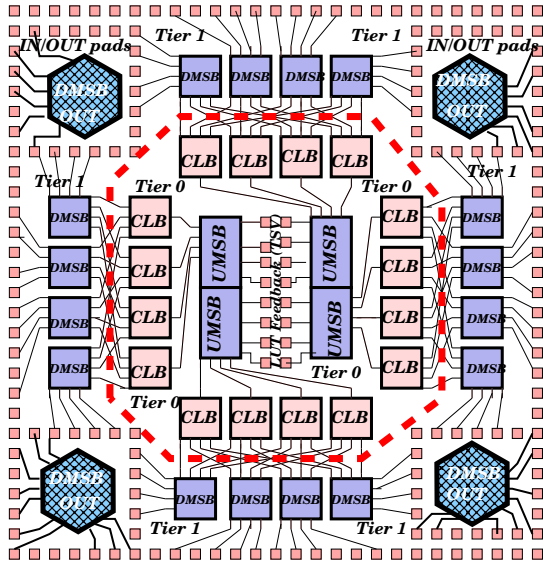 IN/OUT pads
Tier 1
Tier 1
IN/OUT pads
DMSB
OUT
DMSB
DMSB
DMSB
DMSB
DMSB
OUT
CLB
CLB
CLB
CLB
Tier 1
Tier 0
Tier 0
Tier 1
DMSB
DMSB
DMSB
DMSB
CLB
CLB
CLB
CLB
UMSB
UMSB
LUT Feedback (TSV)
UMSB
UMSB
CLB
CLB
CLB
CLB
DMSB
DMSB
DMSB
DMSB
Tier 0
Tier 0
CLB
CLB
CLB
CLB
DMSB
OUT
DMSB
DMSB
DMSB
DMSB
DMSB
OUT
Tier 1
Tier 1